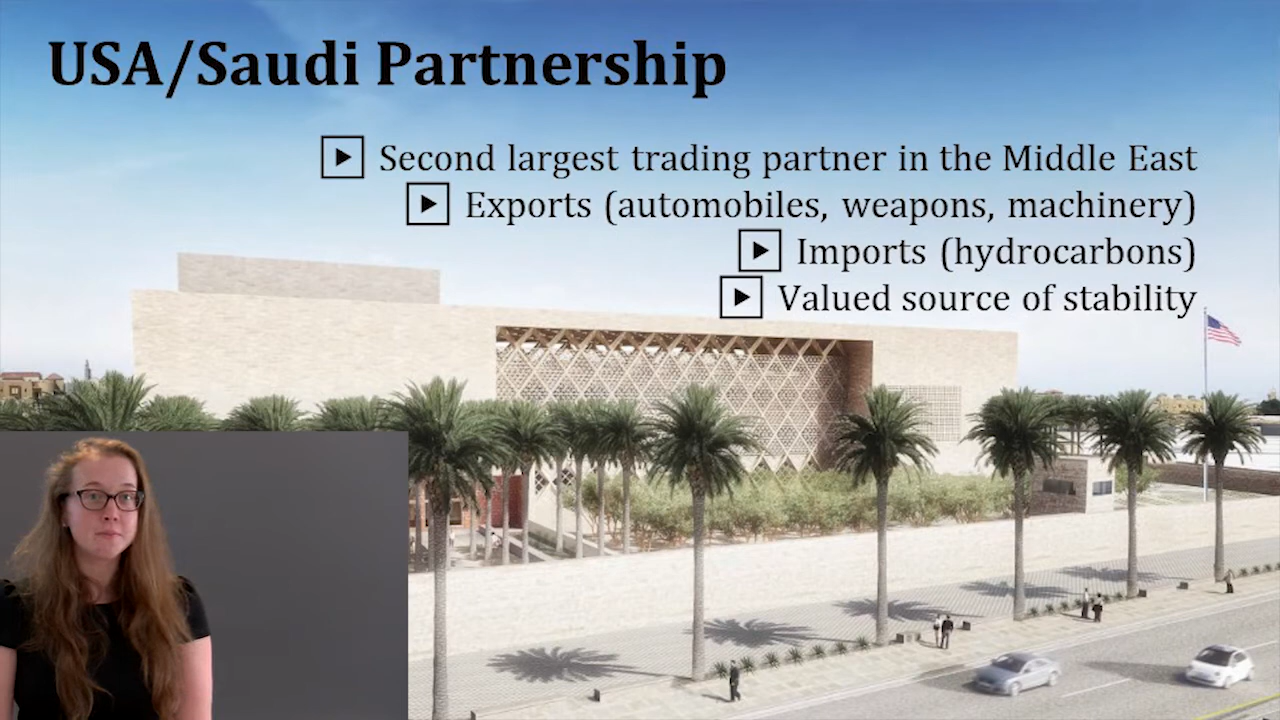 USA/Saudi Partnership
Second largest trading partner in the Middle East
Exports (automobiles, weapons, machinery)
Imports (hydrocarbons)
Valued source of stability